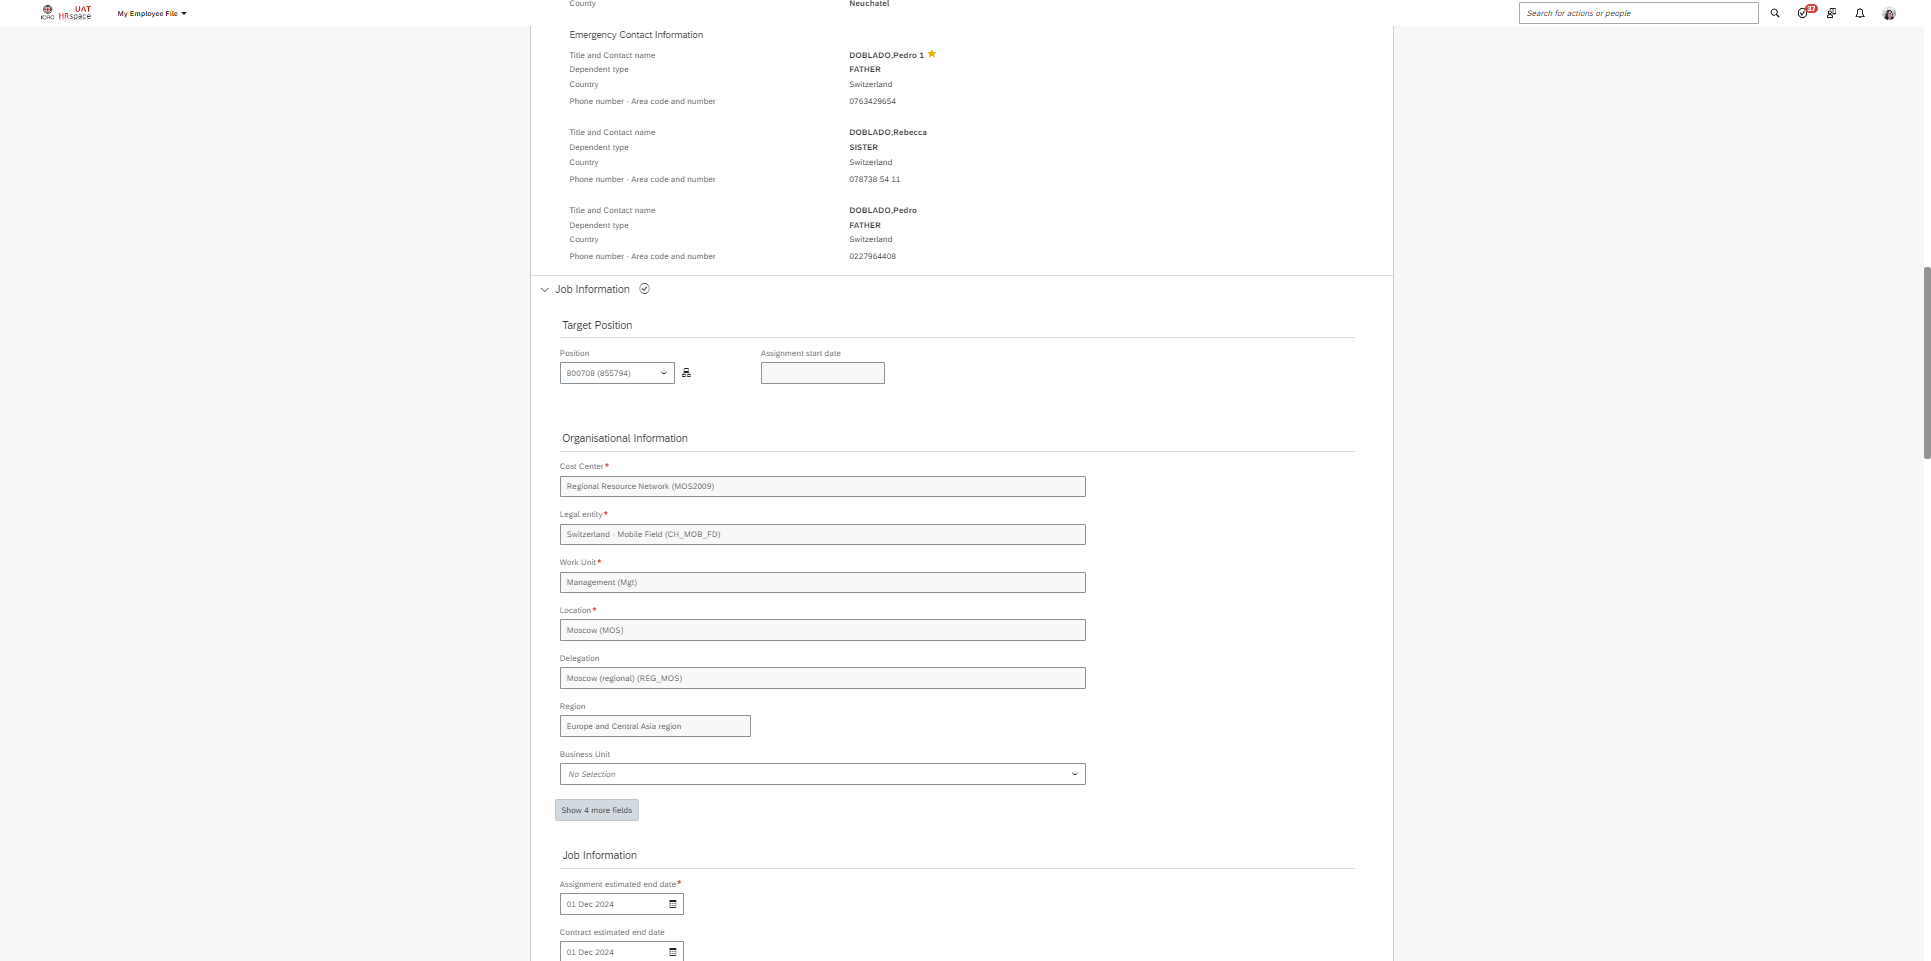 ICRC
UAT
HRspace
My Employee File
Search for actions or people
37
County
Neuchatel
Emergency Contact Information
Title and Contact name
DOBLADO,Pedro 1
Dependent type
FATHER
Country
Switzerland
Phone number - Area code and number
0763429654
Title and Contact name
DOBLADO,Rebecca
Dependent type
SISTER
Country
Switzerland
Phone number - Area code and number
078738 54 11
Title and Contact name
DOBLADO,Pedro
Dependent type
FATHER
Country
Switzerland
Phone number - Area code and number
0227964408
Job Information
Target Position
Position
Assignment start date
800708 (855794)
Organisational Information
Cost Center*
Regional Resource Network (MOS2009)
Legal entity*
Switzerland - Mobile Field (CH_MOB_FD)
Work Unit*
Management (Mgt)
Location*
Moscow (MOS)
Delegation
Moscow (regional) (REG_MOS)
Region
Europe and Central Asia region
Business Unit
No Selection
Show 4 more fields
Job Information
Assignment estimated end date*
01 Dec 2024
Contract estimated end date
01 Dec 2024